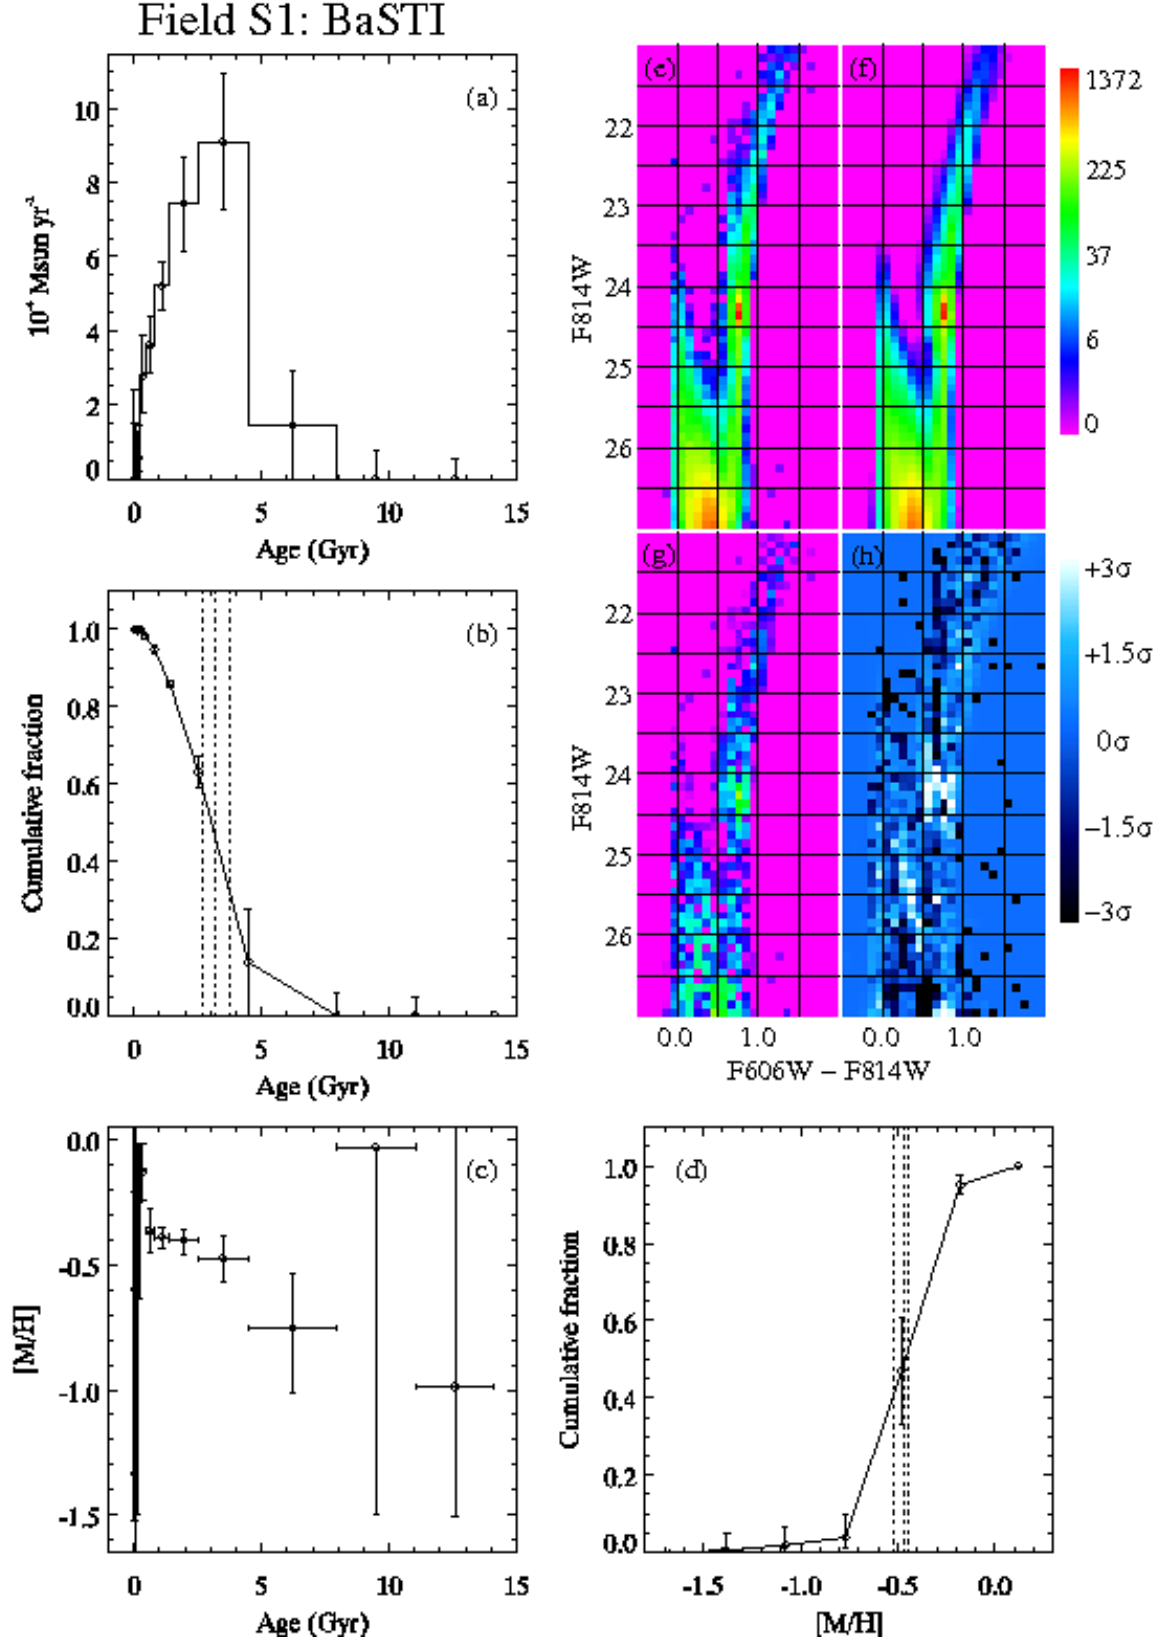 Field S1: BaSTI
(a)
10
8
6
4
2
0
10⁻⁴ Msun yr⁻¹
0 5 10 15
Age (Gyr)
(b)
1.0
0.8
0.6
0.4
0.2
0.0
Cumulative fraction
0 5 10 15
Age (Gyr)
(c)
0.0
-0.5
-1.0
-1.5
[M/H]
0 5 10 15
Age (Gyr)
(e) (f)
22
23
24
25
26
F814W
1372
225
37
6
0
(g) (h)
22
23
24
25
26
F814W
0.0 1.0 0.0 1.0
F606W – F814W
+3σ
+1.5σ
0σ
−1.5σ
−3σ
(d)
1.0
0.8
0.6
0.4
0.2
0.0
Cumulative fraction
-1.5 -1.0 -0.5 0.0
[M/H]